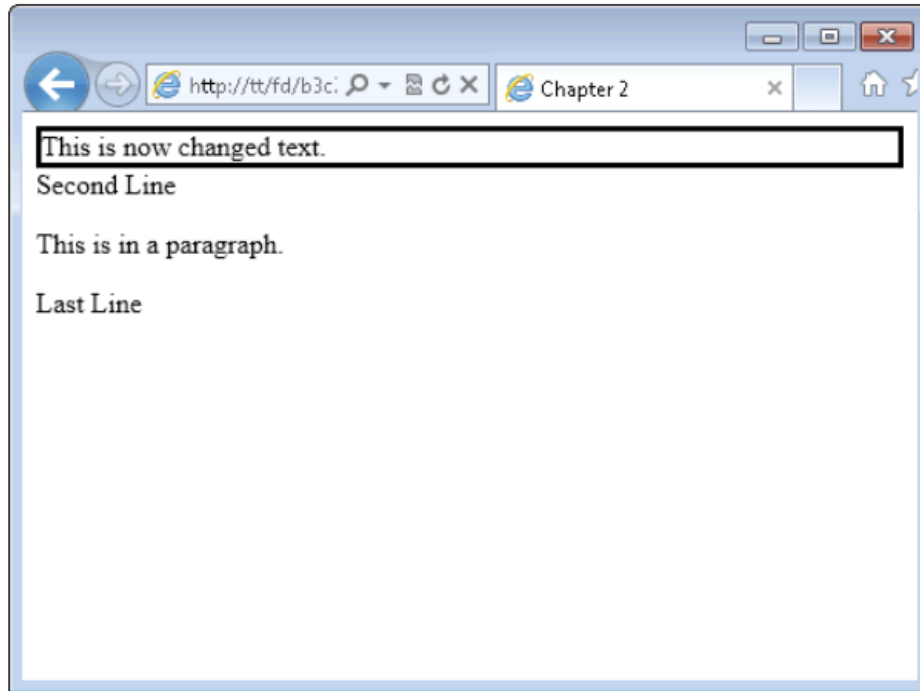 http://tt/fd/b3c
Chapter 2
This is now changed text.
Second Line
This is in a paragraph.
Last Line